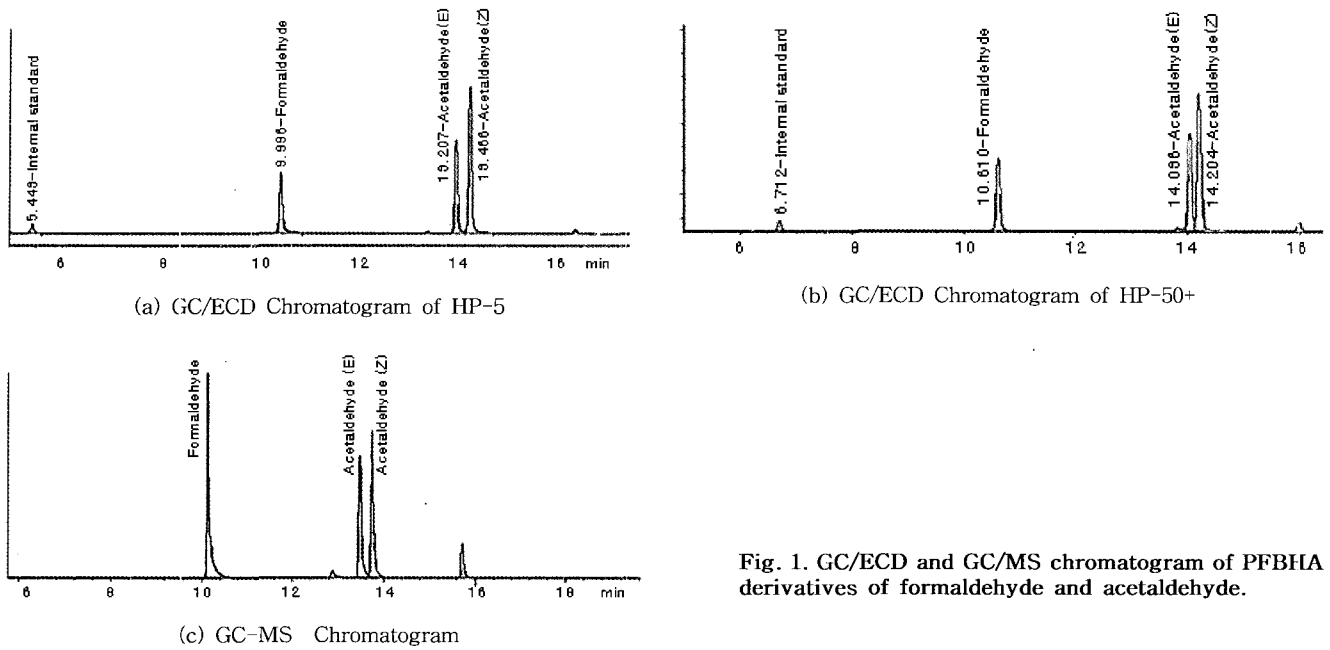 5.448-Internal standard
9.996-Formaldehyde
13.207-Acetaldehyde(E)
13.466-Acetaldehyde(Z)
6 8 10 12 14 16 min
(a) GC/ECD Chromatogram of HP-5
6.712-Internal standard
10.610-Formaldehyde
14.086-Acetaldehyde(E)
14.204-Acetaldehyde(Z)
6 8 10 12 14 16
(b) GC/ECD Chromatogram of HP-50+
Formaldehyde
Acetaldehyde (E)
Acetaldehyde (Z)
6 8 10 12 14 16 18 min
(c) GC-MS Chromatogram
Fig. 1. GC/ECD and GC/MS chromatogram of PFBHA
derivatives of formaldehyde and acetaldehyde.